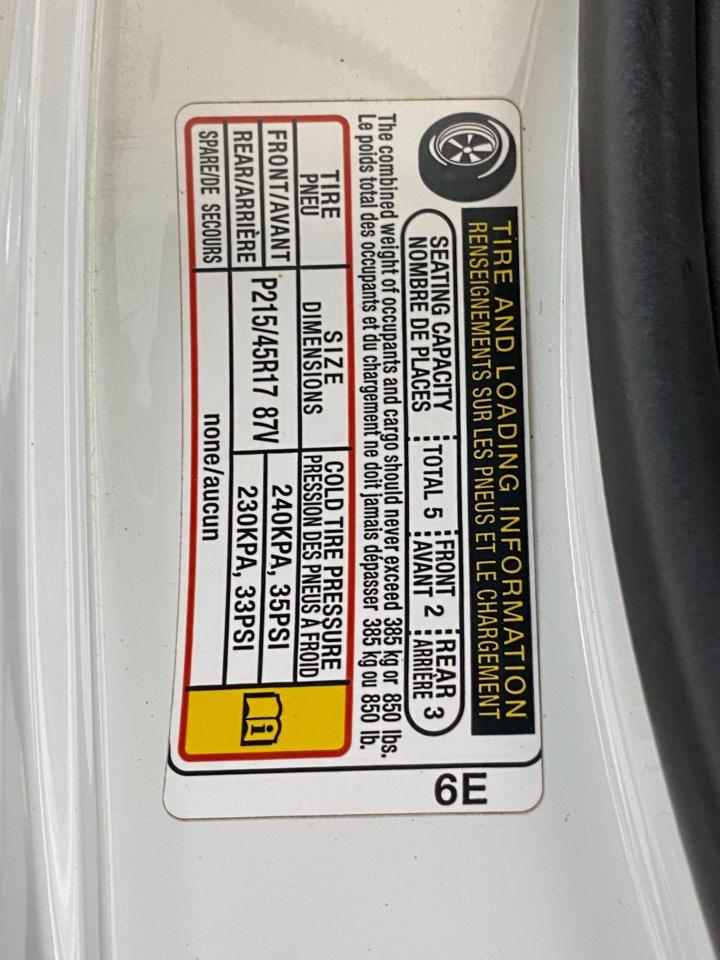 TIRE AND LOADING INFORMATION
RENSEIGNEMENTS SUR LES PNEUS ET LE CHARGEMENT
SEATING CAPACITY TOTAL 5 FRONT 2 REAR 3
NOMBRE DE PLACES AVANT ARRIÈRE
The combined weight of occupants and cargo should never exceed 385 kg or 850 lbs.
Le poids total des occupants et du chargement ne doit jamais dépasser 385 kg ou 850 lb.
TIRE SIZE COLD TIRE PRESSURE
PNEU DIMENSIONS PRESSION DES PNEUS À FROID
FRONT/AVANT P215/45R17 87V 240KPA, 35PSI
REAR/ARRIÈRE 230KPA, 33PSI
SPARE/DE SECOURS none/aucun
6E